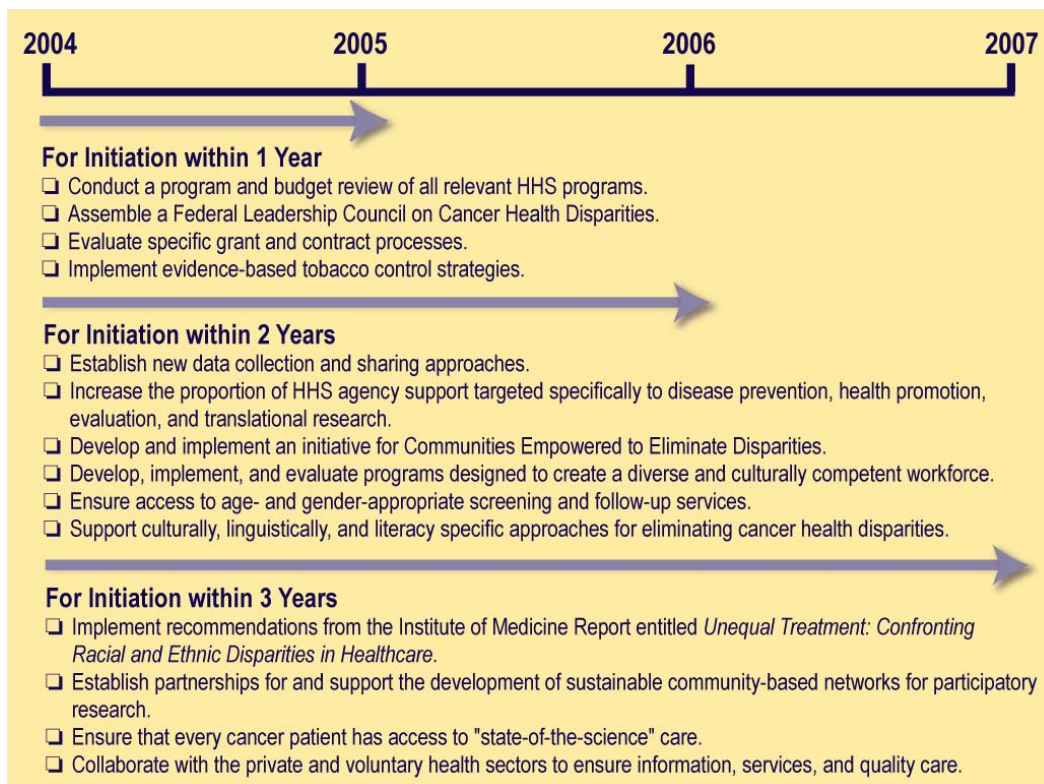 2004 2005 2006 2007
For Initiation within 1 Year
❑ Conduct a program and budget review of all relevant HHS programs.
❑ Assemble a Federal Leadership Council on Cancer Health Disparities.
❑ Evaluate specific grant and contract processes.
❑ Implement evidence-based tobacco control strategies.
For Initiation within 2 Years
❑ Establish new data collection and sharing approaches.
❑ Increase the proportion of HHS agency support targeted specifically to disease prevention, health promotion,
evaluation, and translational research.
❑ Develop and implement an initiative for Communities Empowered to Eliminate Disparities.
❑ Develop, implement, and evaluate programs designed to create a diverse and culturally competent workforce.
❑ Ensure access to age- and gender-appropriate screening and follow-up services.
❑ Support culturally, linguistically, and literacy specific approaches for eliminating cancer health disparities.
For Initiation within 3 Years
❑ Implement recommendations from the Institute of Medicine Report entitled Unequal Treatment: Confronting
Racial and Ethnic Disparities in Healthcare.
❑ Establish partnerships for and support the development of sustainable community-based networks for participatory
research.
❑ Ensure that every cancer patient has access to "state-of-the-science" care.
❑ Collaborate with the private and voluntary health sectors to ensure information, services, and quality care.